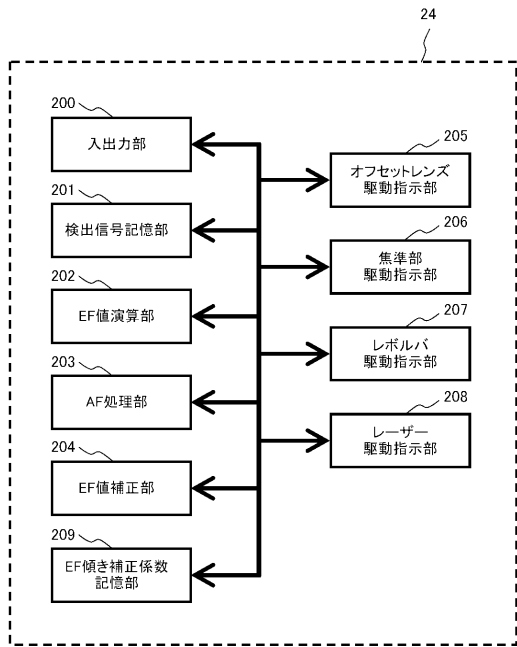 24
200
入出力部
201
検出信号記憶部
202
EF値演算部
203
AF処理部
204
EF値補正部
209
EF傾き補正係数
記憶部
205
オフセットレンズ
駆動指示部
206
焦準部
駆動指示部
207
レボルバ
駆動指示部
208
レーザー
駆動指示部